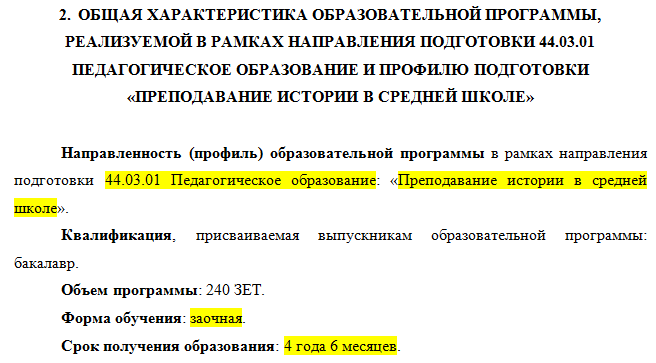 2. ОБЩАЯ ХАРАКТЕРИСТИКА ОБРАЗОВАТЕЛЬНОЙ ПРОГРАММЫ,
РЕАЛИЗУЕМОЙ В РАМКАХ НАПРАВЛЕНИЯ ПОДГОТОВКИ 44.03.01
ПЕДАГОГИЧЕСКОЕ ОБРАЗОВАНИЕ И ПРОФИЛЮ ПОДГОТОВКИ
«ПРЕПОДАВАНИЕ ИСТОРИИ В СРЕДНЕЙ ШКОЛЕ»
Направленность (профиль) образовательной программы в рамках направления
подготовки 44.03.01 Педагогическое образование: «Преподавание истории в средней
школе».
Квалификация, присваиваемая выпускникам образовательной программы:
бакалавр.
Объем программы: 240 ЗЕТ.
Форма обучения: заочная.
Срок получения образования: 4 года 6 месяцев.